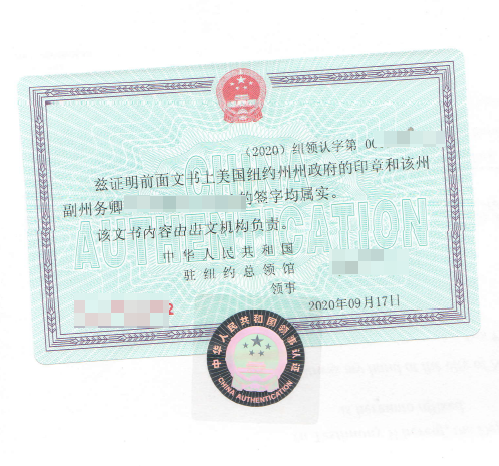 (2020) 纽领认字第 00
兹证明前面文书上美国纽约州州政府的印章和该州
副州务卿 的签字均属实。
该文书内容由出文机构负责。
中华人民共和国
驻纽约总领馆
领事
2020年09月17日
2
CHINA
AUTHENTICATION
中华人民共和国领事认证
CHINA AUTHENTICATION